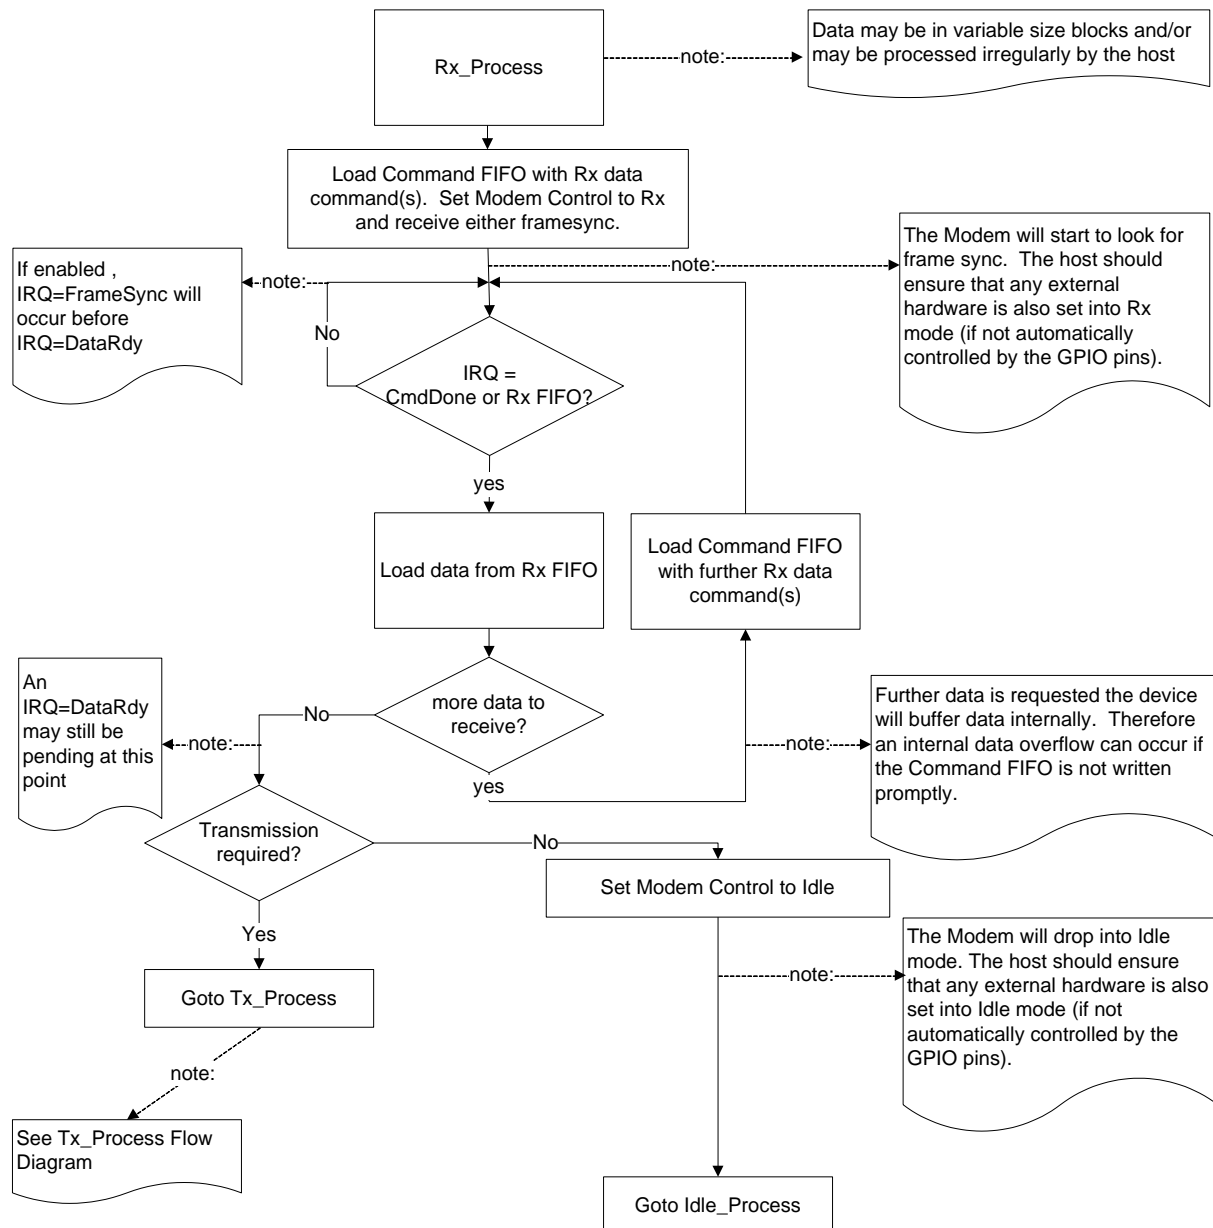 Rx_Process
note:
Data may be in variable size blocks and/or
may be processed irregularly by the host
Load Command FIFO with Rx data
command(s).  Set Modem Control to Rx
and receive either framesync.
If enabled ,
IRQ=FrameSync will
occur before
IRQ=DataRdy
note:
note:
The Modem will start to look for
frame sync.  The host should
ensure that any external
hardware is also set into Rx
mode (if not automatically
controlled by the GPIO pins).
No
IRQ =
CmdDone or Rx FIFO?
yes
Load data from Rx FIFO
Load Command FIFO
with further Rx data
command(s)
An
IRQ=DataRdy
may still be
pending at this
point
note:
No
more data to
receive?
yes
note:
Further data is requested the device
will buffer data internally.  Therefore
an internal data overflow can occur if
the Command FIFO is not written
promptly.
Transmission
required?
No
Set Modem Control to Idle
Yes
note:
The Modem will drop into Idle
mode. The host should ensure
that any external hardware is also
set into Idle mode (if not
automatically controlled by the
GPIO pins).
Goto Tx_Process
note:
See Tx_Process Flow
Diagram
Goto Idle_Process